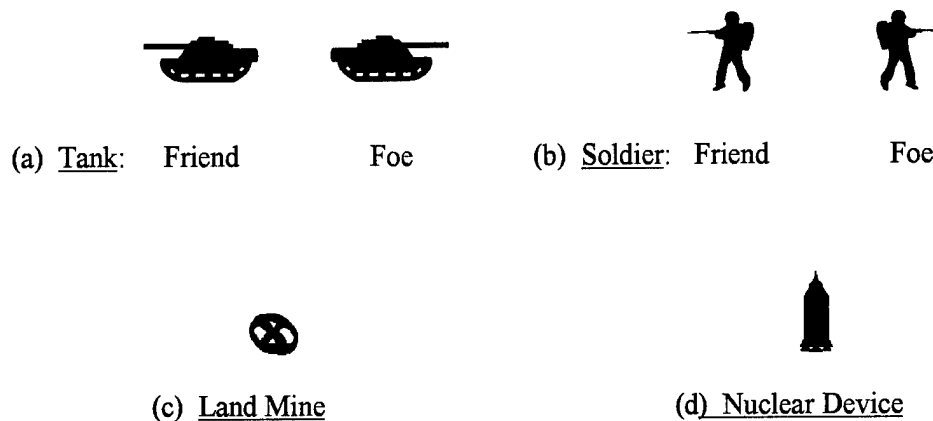 (a) Tank: Friend Foe
(b) Soldier: Friend Foe
(c) Land Mine
(d) Nuclear Device